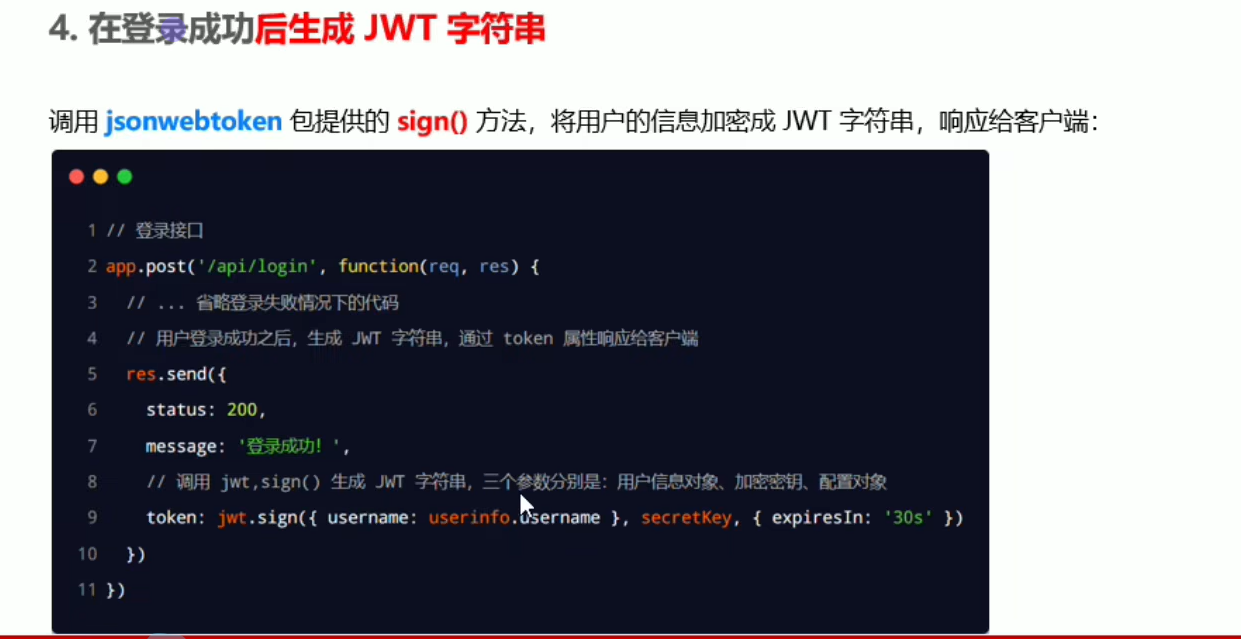 4. 在登录成功后生成 JWT 字符串
调用 jsonwebtoken 包提供的 sign() 方法，将用户的信息加密成 JWT 字符串，响应给客户端：
1 // 登录接口
2 app.post('/api/login', function(req, res) {
3 // ... 省略登录失败情况下的代码
4 // 用户登录成功之后，生成 JWT 字符串，通过 token 属性响应给客户端
5 res.send({
6 status: 200,
7 message: '登录成功！',
8 // 调用 jwt,sign() 生成 JWT 字符串，三个参数分别是：用户信息对象、加密密钥、配置对象
9 token: jwt.sign({ username: userinfo.username }, secretKey, { expiresIn: '30s' })
10 })
11 })